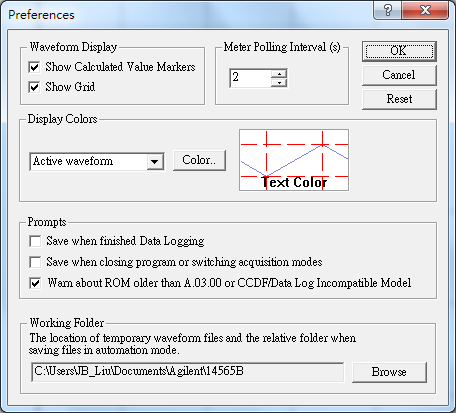 Preferences
Waveform Display
Show Calculated Value Markers
Show Grid
Meter Polling Interval (s)
2
OK
Cancel
Reset
Display Colors
Active waveform
Color..
Text Color
Prompts
Save when finished Data Logging
Save when closing program or switching acquisition modes
Warn about ROM older than A.03.00 or CCDF/Data Log Incompatible Model
Working Folder
The location of temporary waveform files and the relative folder when
saving files in automation mode.
C:\Users\JB_Liu\Documents\Agilent\14565B
Browse